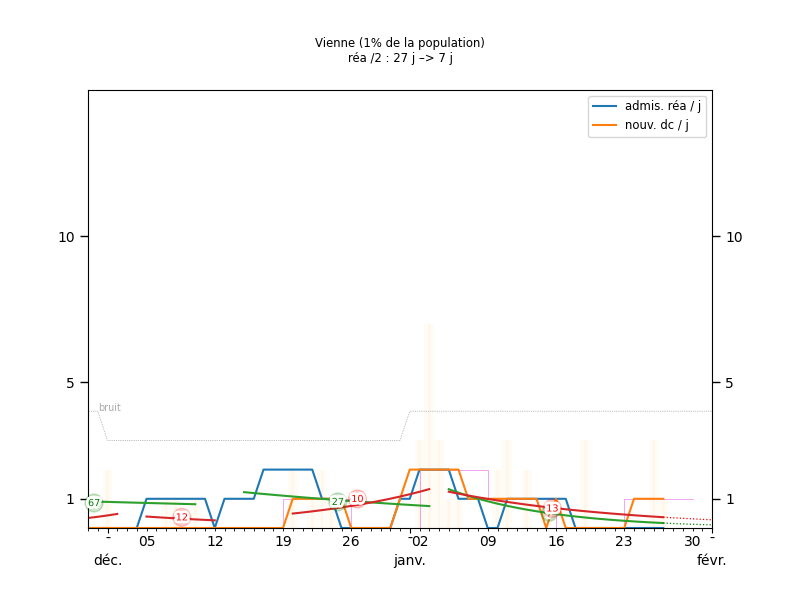 Vienne (1% de la population)
réa /2 : 27 j –> 7 j
admis. réa / j
nouv. dc / j
10
10
5
5
bruit
1
1
67
12
27
10
13
05
12
19
26
02
09
16
23
30
déc.
janv.
févr.